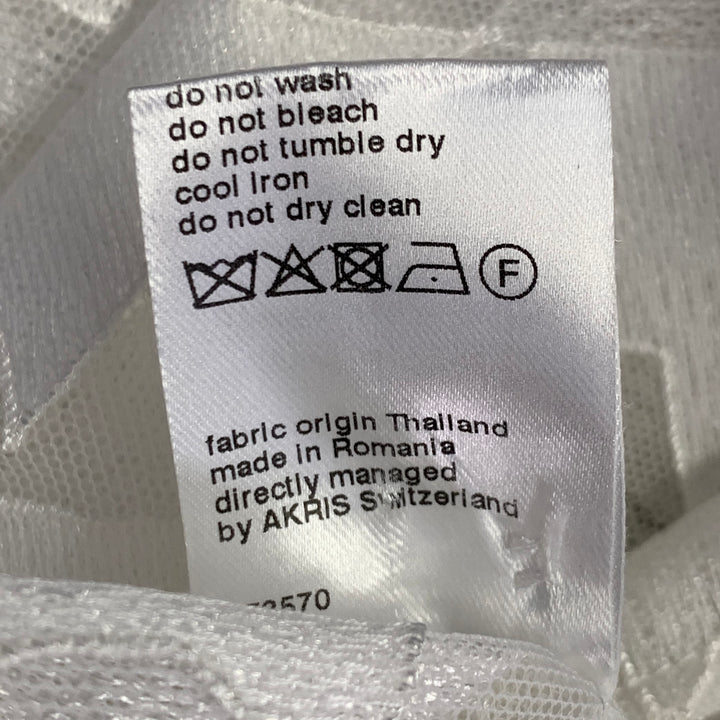 do not wash
do not bleach
do not tumble dry
cool Iron
do not dry clean
F
fabric origin Thailand
made in Romania
directly managed
by AKRIS Switzerland
570